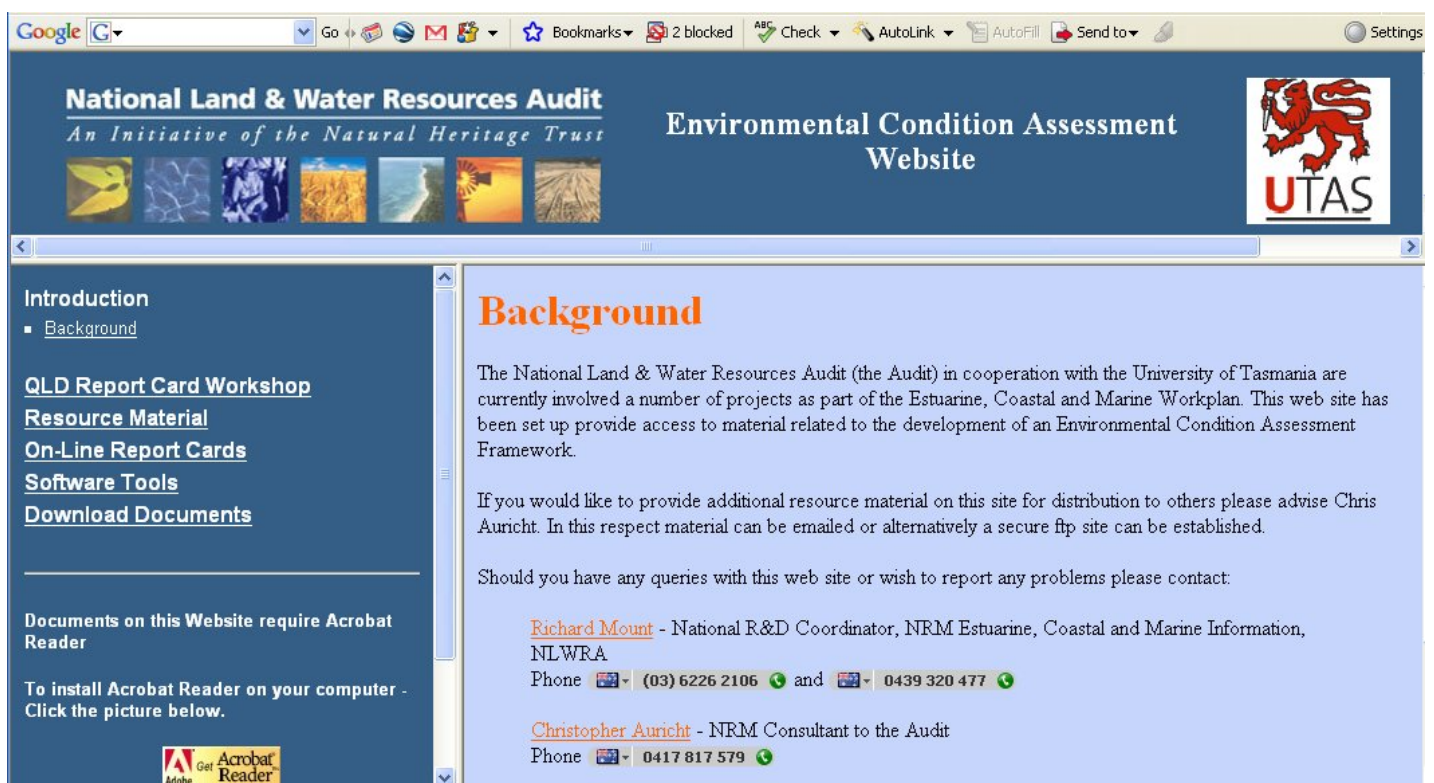 Google G Go Bookmarks 2 blocked ABC Check AutoLink AutoFill Send to Settings
National Land & Water Resources Audit
An Initiative of the Natural Heritage Trust
Environmental Condition Assessment
Website
UTAS
Introduction
Background
QLD Report Card Workshop
Resource Material
On-Line Report Cards
Software Tools
Download Documents
Documents on this Website require Acrobat
Reader
To install Acrobat Reader on your computer -
Click the picture below.
Adobe Get Acrobat
Reader
Background
The National Land & Water Resources Audit (the Audit) in cooperation with the University of Tasmania are
currently involved a number of projects as part of the Estuarine, Coastal and Marine Workplan. This web site has
been set up provide access to material related to the development of an Environmental Condition Assessment
Framework.
If you would like to provide additional resource material on this site for distribution to others please advise Chris
Auricht. In this respect material can be emailed or alternatively a secure ftp site can be established.
Should you have any queries with this web site or wish to report any problems please contact:
Richard Mount - National R&D Coordinator, NRM Estuarine, Coastal and Marine Information,
NLWRA
Phone (03) 6226 2106 and 0439 320 477
Christopher Auricht - NRM Consultant to the Audit
Phone 0417 817 579